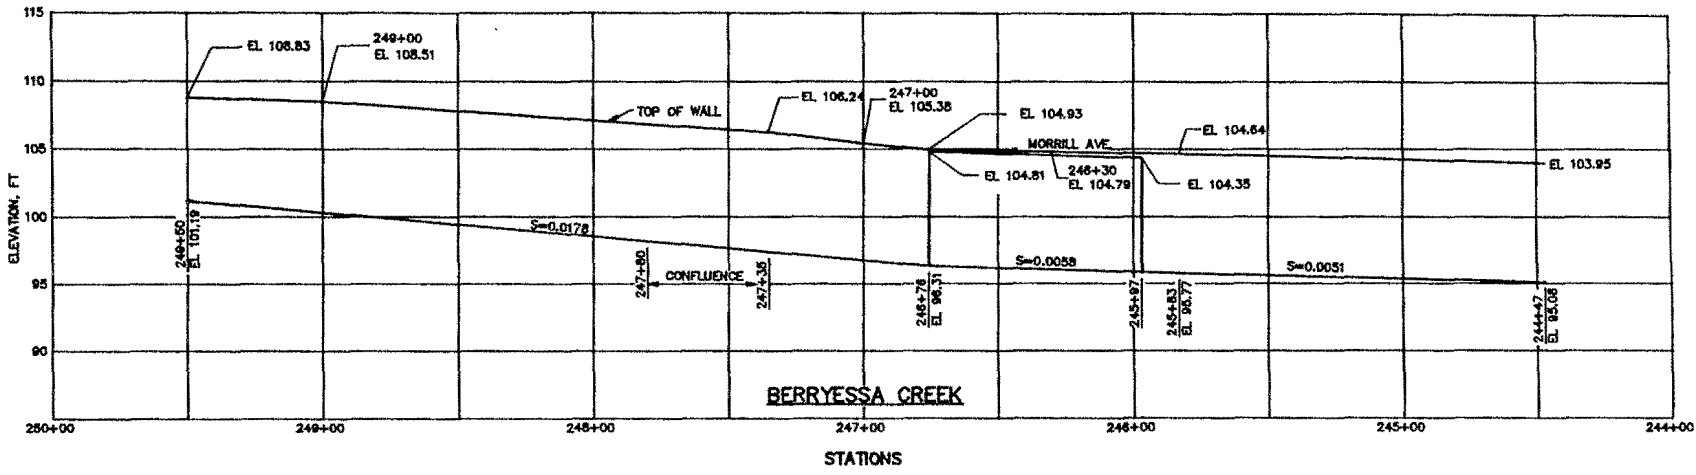 115
110
105
100
95
90
ELEVATION, FT
EL 108.83
249+00
EL 108.51
TOP OF WALL
EL 106.24
247+00
EL 105.38
EL 104.93
MORRILL AVE.
EL 104.64
EL 103.95
EL 104.81
246+30
EL 104.79
EL 104.35
249+50
EL 101.19
S=0.0178
247+80
CONFLUENCE
247+35
246+76
EL 96.31
S=0.0058
245+97
245+83
EL 95.77
S=0.0051
244+47
EL 95.08
BERRYESSA CREEK
250+00
249+00
248+00
247+00
246+00
245+00
244+00
STATIONS